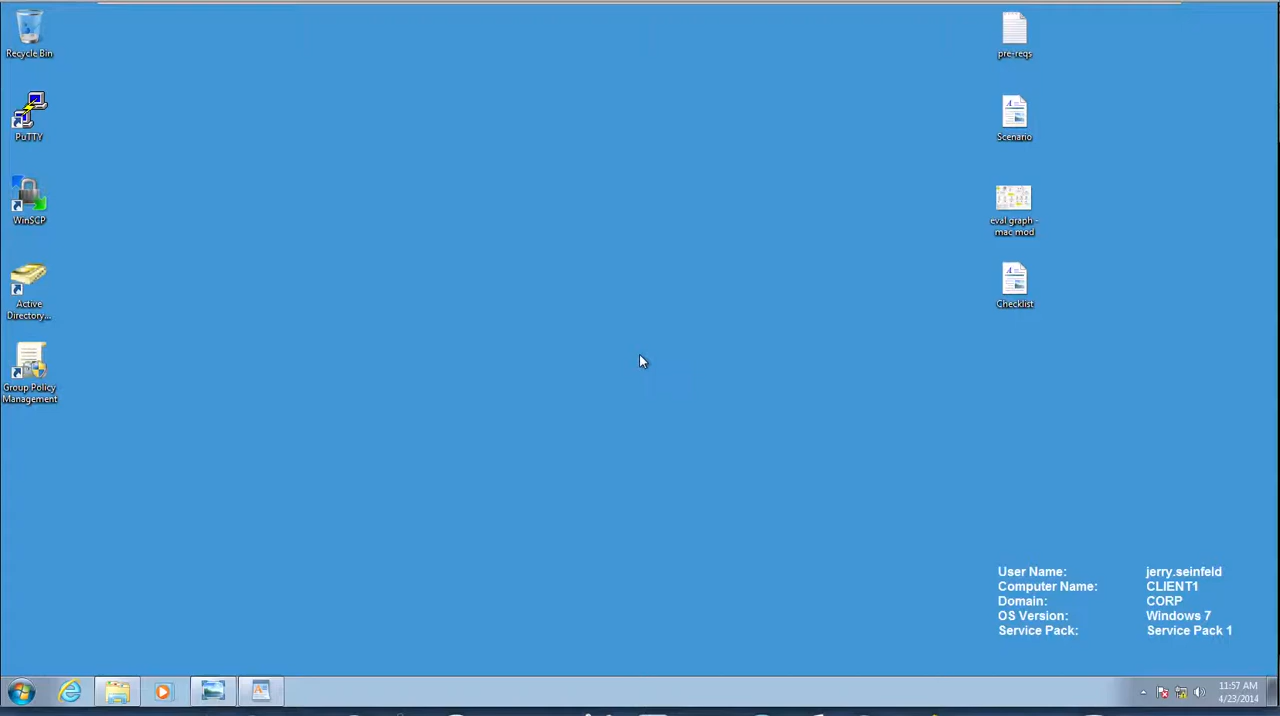 Recycle Bin
PuTTY
WinSCP
Active
Directory...
Group Policy
Management
pre-reqs
Scenario
eval graph -
mac mod
Checklist
User Name: jerry.seinfeld
Computer Name: CLIENT1
Domain: CORP
OS Version: Windows 7
Service Pack: Service Pack 1
11:57 AM
4/23/2014